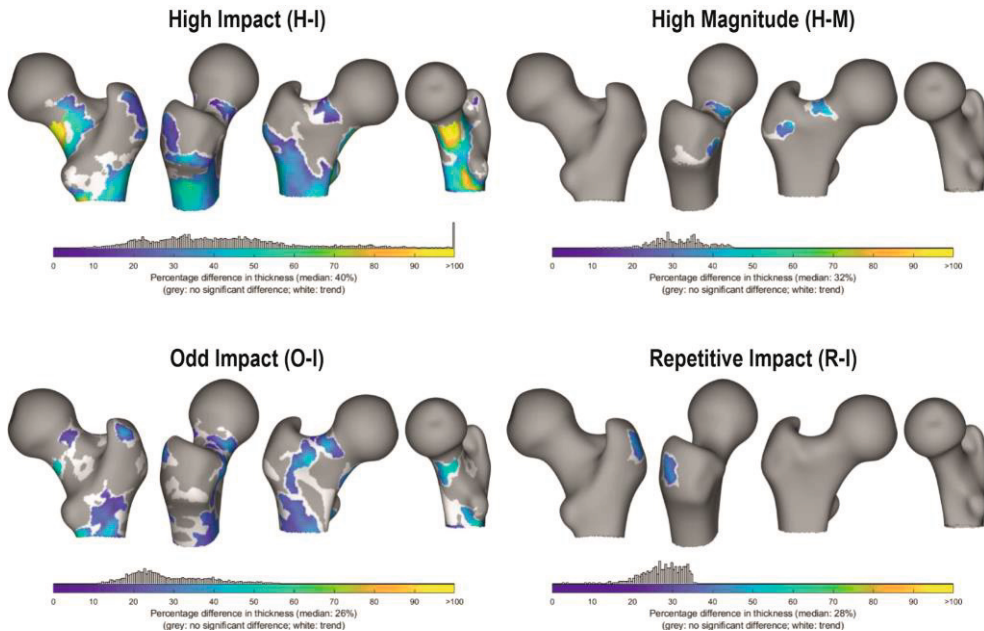 High Impact (H-I)
0 10 20 30 40 50 60 70 80 90 >100
Percentage difference in thickness (median: 40%)
(grey: no significant difference; white: trend)
High Magnitude (H-M)
0 10 20 30 40 50 60 70 80 90 >100
Percentage difference in thickness (median: 32%)
(grey: no significant difference; white: trend)
Odd Impact (O-I)
0 10 20 30 40 50 60 70 80 90 >100
Percentage difference in thickness (median: 26%)
(grey: no significant difference; white: trend)
Repetitive Impact (R-I)
0 10 20 30 40 50 60 70 80 90 >100
Percentage difference in thickness (median: 28%)
(grey: no significant difference; white: trend)